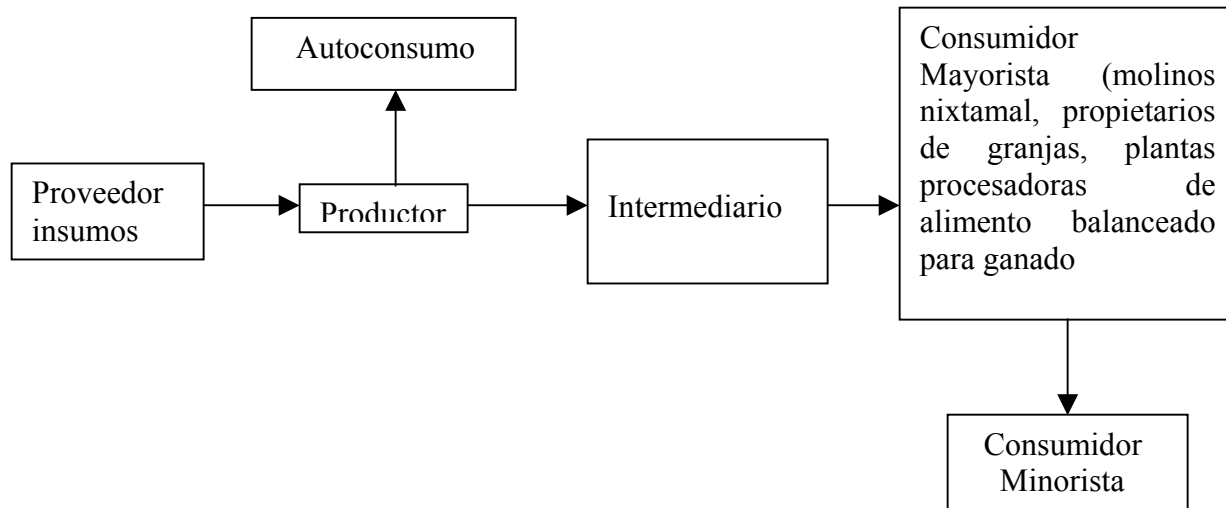 Autoconsumo
Proveedor
insumos
Productor
Intermediario
Consumidor
Mayorista (molinos
nixtamal, propietarios
de granjas, plantas
procesadoras de
alimento balanceado
para ganado
Consumidor
Minorista